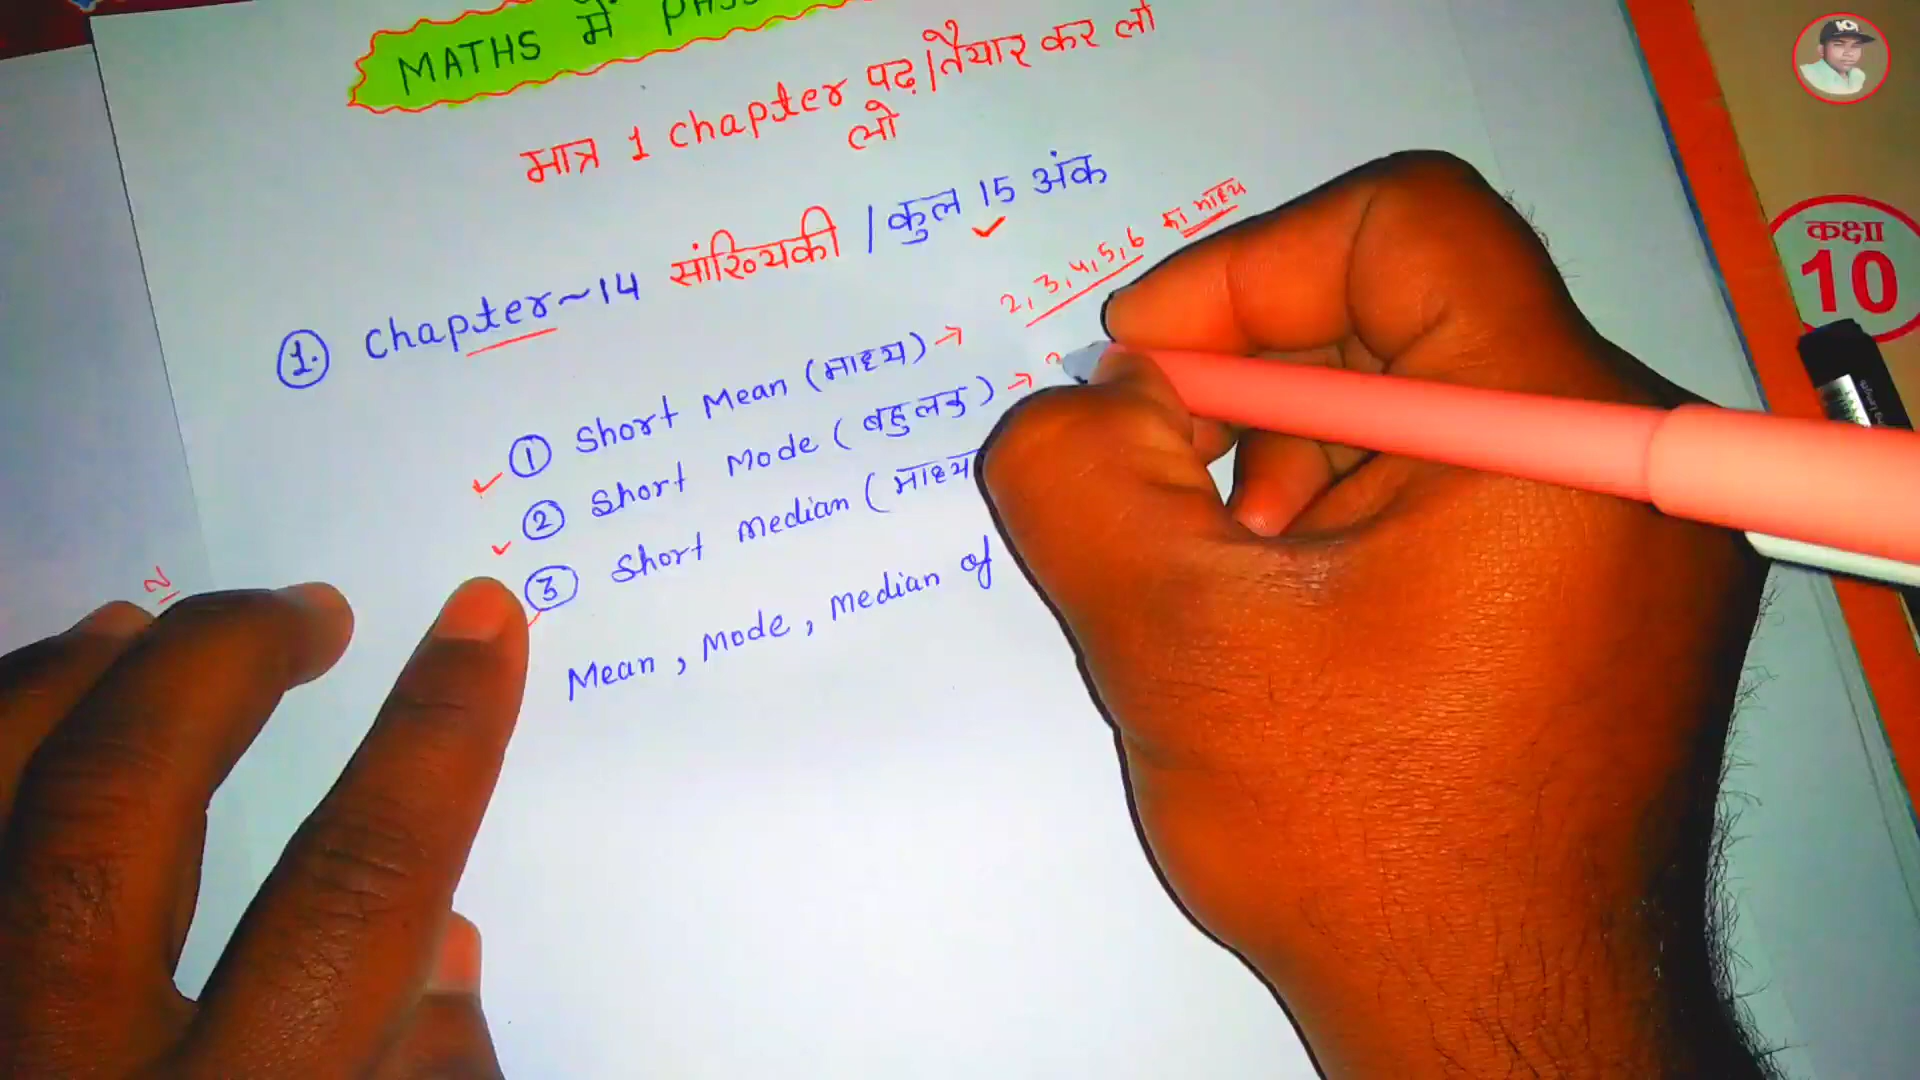 MATHS में
मात्र 1 chapter पढ़/तैयार कर लो
लो
1. Chapter~14 सांख्यिकी / कुल 15 अंक
① Short Mean (माध्य) → 2, 3, 4, 5, 6 का माध्य
② Short Mode (बहुलक) →
③ Short Median (माध्य
Mean, Mode, Median of
कक्षा
10